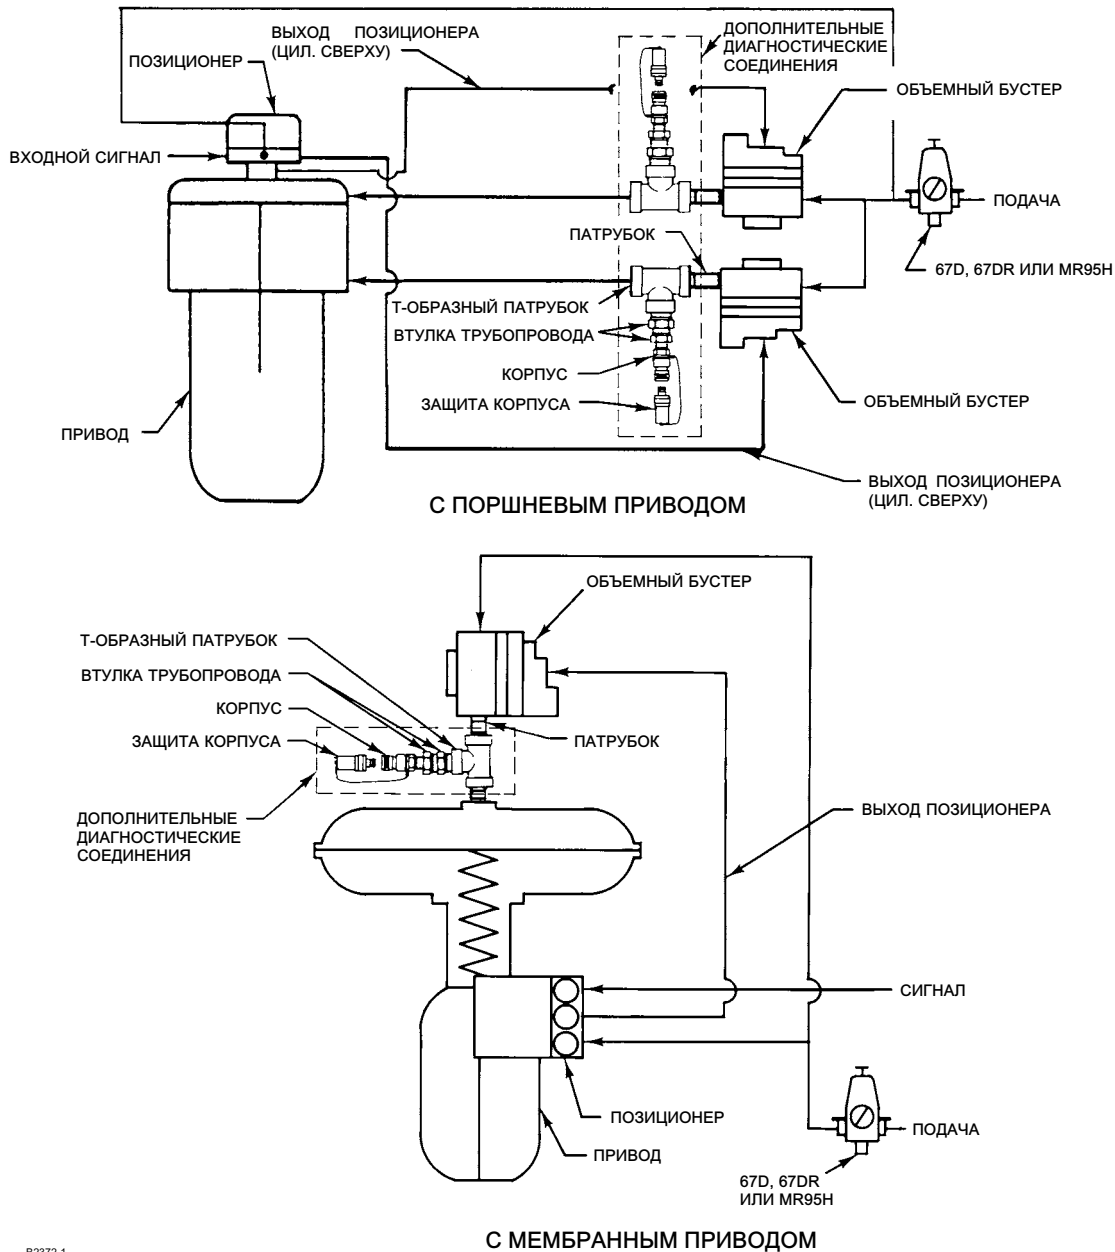 ВЫХОД ПОЗИЦИОНЕРА
(ЦИЛ. СВЕРХУ)
ДОПОЛНИТЕЛЬНЫЕ
ДИАГНОСТИЧЕСКИЕ
СОЕДИНЕНИЯ
ПОЗИЦИОНЕР
ОБЪЕМНЫЙ БУСТЕР
ВХОДНОЙ СИГНАЛ
ПОДАЧА
ПАТРУБОК
67D, 67DR ИЛИ MR95H
Т-ОБРАЗНЫЙ ПАТРУБОК
ВТУЛКА ТРУБОПРОВОДА
КОРПУС
ЗАЩИТА КОРПУСА
ОБЪЕМНЫЙ БУСТЕР
ПРИВОД
ВЫХОД ПОЗИЦИОНЕРА
(ЦИЛ. СВЕРХУ)
С ПОРШНЕВЫМ ПРИВОДОМ
ОБЪЕМНЫЙ БУСТЕР
Т-ОБРАЗНЫЙ ПАТРУБОК
ВТУЛКА ТРУБОПРОВОДА
КОРПУС
ЗАЩИТА КОРПУСА
ПАТРУБОК
ДОПОЛНИТЕЛЬНЫЕ
ДИАГНОСТИЧЕСКИЕ
СОЕДИНЕНИЯ
ВЫХОД ПОЗИЦИОНЕРА
СИГНАЛ
ПОЗИЦИОНЕР
ПОДАЧА
ПРИВОД
67D, 67DR
ИЛИ MR95H
С МЕМБРАННЫМ ПРИВОДОМ